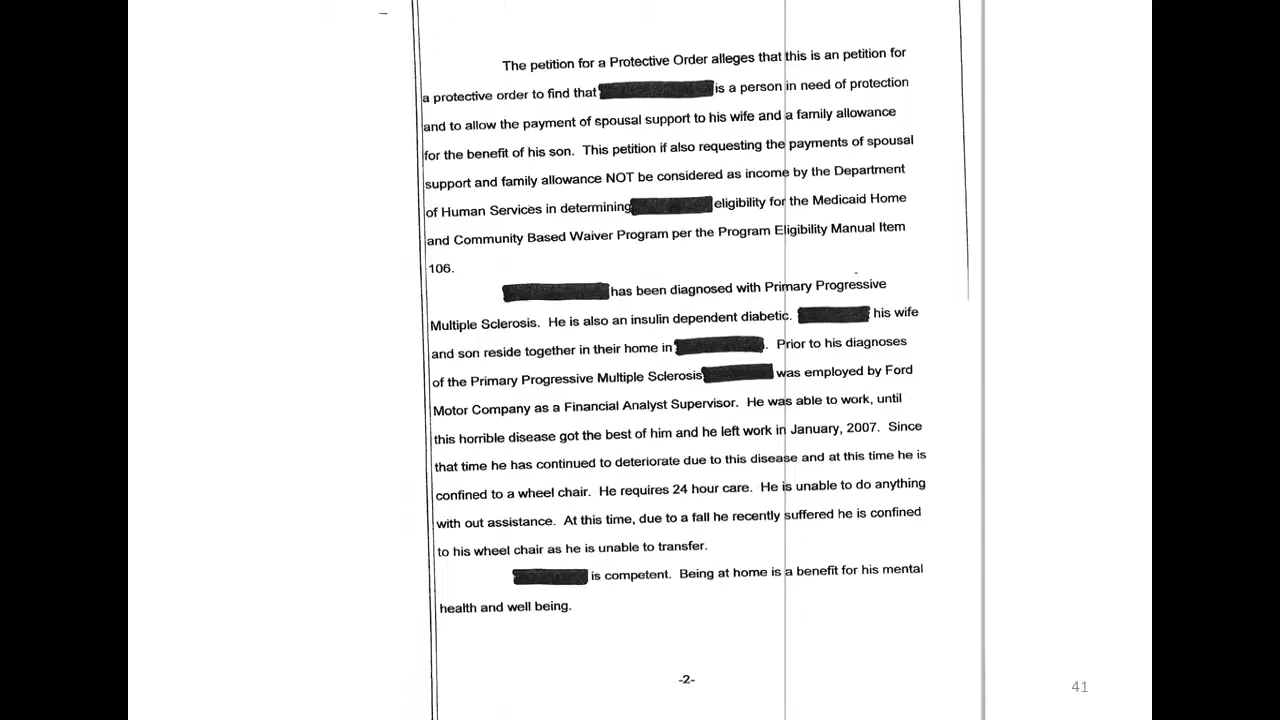 The petition for a Protective Order alleges that this is an petition for
a protective order to find that is a person in need of protection
and to allow the payment of spousal support to his wife and a family allowance
for the benefit of his son. This petition if also requesting the payments of spousal
support and family allowance NOT be considered as income by the Department
of Human Services in determining eligibility for the Medicaid Home
and Community Based Waiver Program per the Program Eligibility Manual Item
106.
has been diagnosed with Primary Progressive
Multiple Sclerosis. He is also an insulin dependent diabetic. his wife
and son reside together in their home in . Prior to his diagnoses
of the Primary Progressive Multiple Sclerosis was employed by Ford
Motor Company as a Financial Analyst Supervisor. He was able to work, until
this horrible disease got the best of him and he left work in January, 2007. Since
that time he has continued to deteriorate due to this disease and at this time he is
confined to a wheel chair. He requires 24 hour care. He is unable to do anything
with out assistance. At this time, due to a fall he recently suffered he is confined
to his wheel chair as he is unable to transfer.
is competent. Being at home is a benefit for his mental
health and well being.
-2-
41